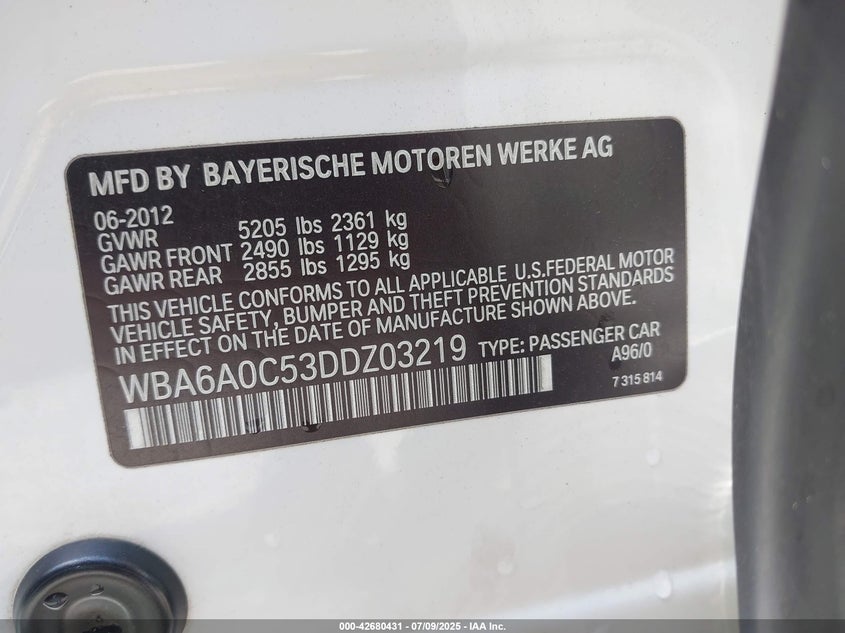 MFD BY BAYERISCHE MOTOREN WERKE AG
06-2012
GVWR 5205 lbs 2361 kg
GAWR FRONT 2490 lbs 1129 kg
GAWR REAR 2855 lbs 1295 kg
THIS VEHICLE CONFORMS TO ALL APPLICABLE U.S.FEDERAL MOTOR
VEHICLE SAFETY, BUMPER AND THEFT PREVENTION STANDARDS
IN EFFECT ON THE DATE OF MANUFACTURE SHOWN ABOVE.
WBA6A0C53DDZ03219 TYPE: PASSENGER CAR
A96/0
7 315 814
000-42680431 | 07/09/2025 - IAA Inc.